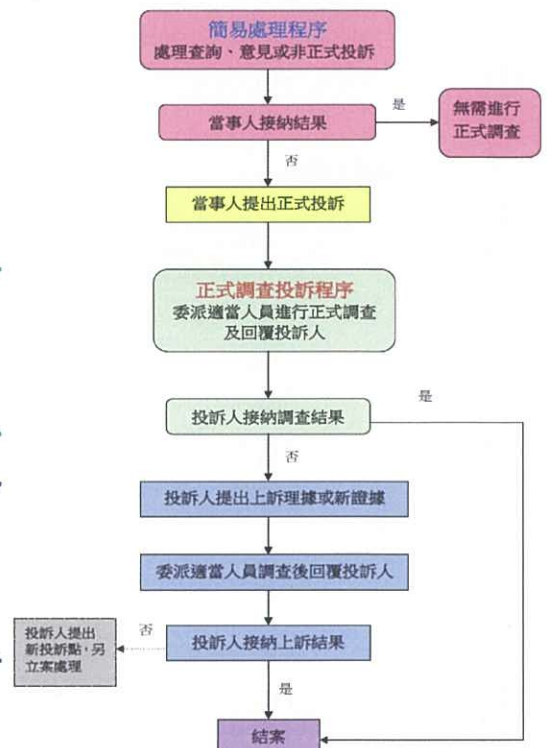 簡易處理程序
處理查詢、意見或非正式投訴
當事人接納結果
是
無需進行
正式調查
否
當事人提出正式投訴
正式調查投訴程序
委派適當人員進行正式調查
及回覆投訴人
投訴人接納調查結果
是
否
投訴人提出上訴理據或新證據
委派適當人員調查後回覆投訴人
投訴人接納上訴結果
否
投訴人提出
新投訴點，另
立案處理
是
結案